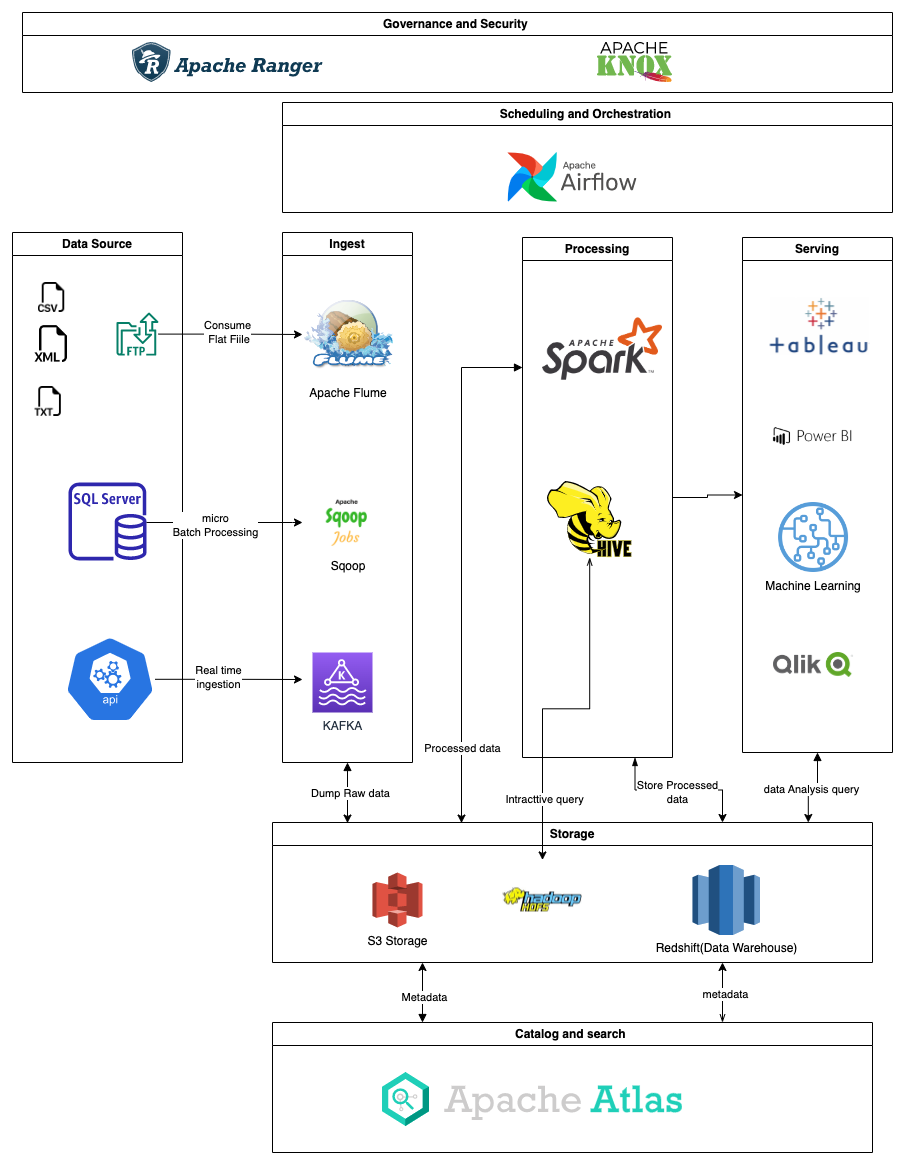 Governance and Security
R
Apache Ranger
APACHE
KNOX
Scheduling and Orchestration
Apache
Airflow
Data Source
CSV
XML
FTP
TXT
SQL Server
api
Consume
Flat Fiile
micro
Batch Processing
Real time
ingestion
Ingest
FLUME
Apache Flume
Apache
Sqoop
Jobs
Sqoop
K
KAFKA
Processing
APACHE
Spark™
HIVE
Serving
+ableau
Power BI
Machine Learning
Qlik Q
Dump Raw data
Processed data
Intracttive query
Store Processed
data
data Analysis query
Storage
S3 Storage
hadoop
HDFS
Redshift(Data Warehouse)
Metadata
metadata
Catalog and search
Apache Atlas